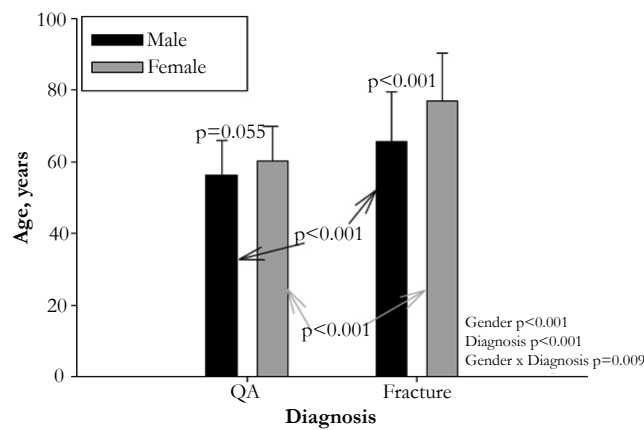 100
80
60
40
20
0
Age, years
Male
Female
p=0.055
p<0.001
p<0.001
p<0.001
Gender p<0.001
Diagnosis p<0.001
Gender x Diagnosis p=0.009
QA
Fracture
Diagnosis